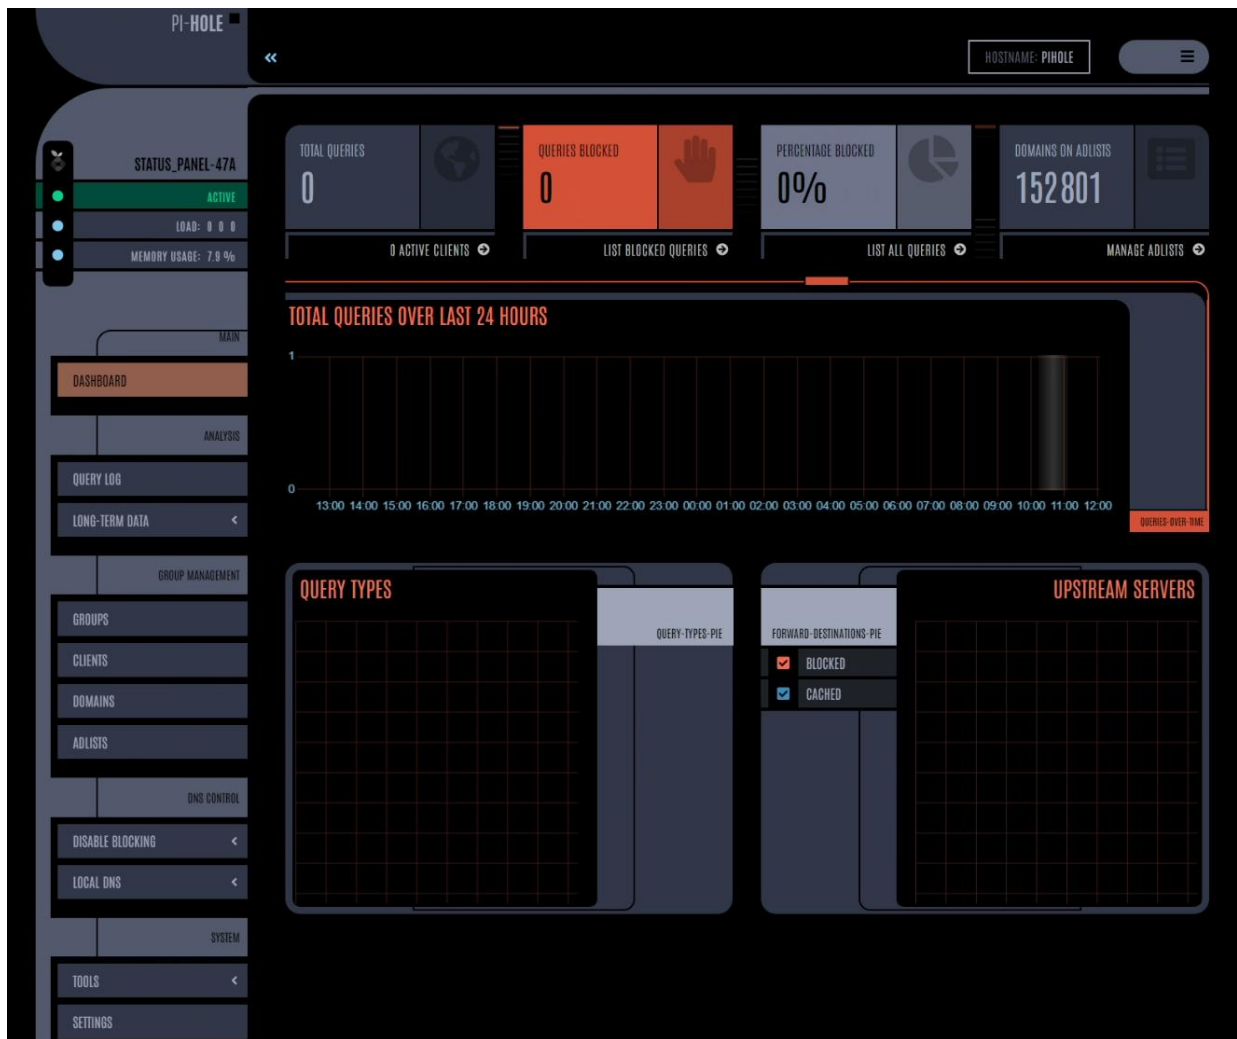 PI-HOLE
HOSTNAME: PIHOLE
STATUS_PANEL-47A
ACTIVE
LOAD: 0 0 0
MEMORY USAGE: 7.9 %
MAIN
DASHBOARD
ANALYSIS
QUERY LOG
LONG-TERM DATA
GROUP MANAGEMENT
GROUPS
CLIENTS
DOMAINS
ADLISTS
DNS CONTROL
DISABLE BLOCKING
LOCAL DNS
SYSTEM
TOOLS
SETTINGS
TOTAL QUERIES
0
0 ACTIVE CLIENTS
QUERIES BLOCKED
0
LIST BLOCKED QUERIES
PERCENTAGE BLOCKED
0%
LIST ALL QUERIES
DOMAINS ON ADLISTS
152801
MANAGE ADLISTS
TOTAL QUERIES OVER LAST 24 HOURS
1
0
13:00 14:00 15:00 16:00 17:00 18:00 19:00 20:00 21:00 22:00 23:00 00:00 01:00 02:00 03:00 04:00 05:00 06:00 07:00 08:00 09:00 10:00 11:00 12:00
QUERIES-OVER-TIME
QUERY TYPES
QUERY-TYPES-PIE
UPSTREAM SERVERS
FORWARD-DESTINATIONS-PIE
BLOCKED
CACHED